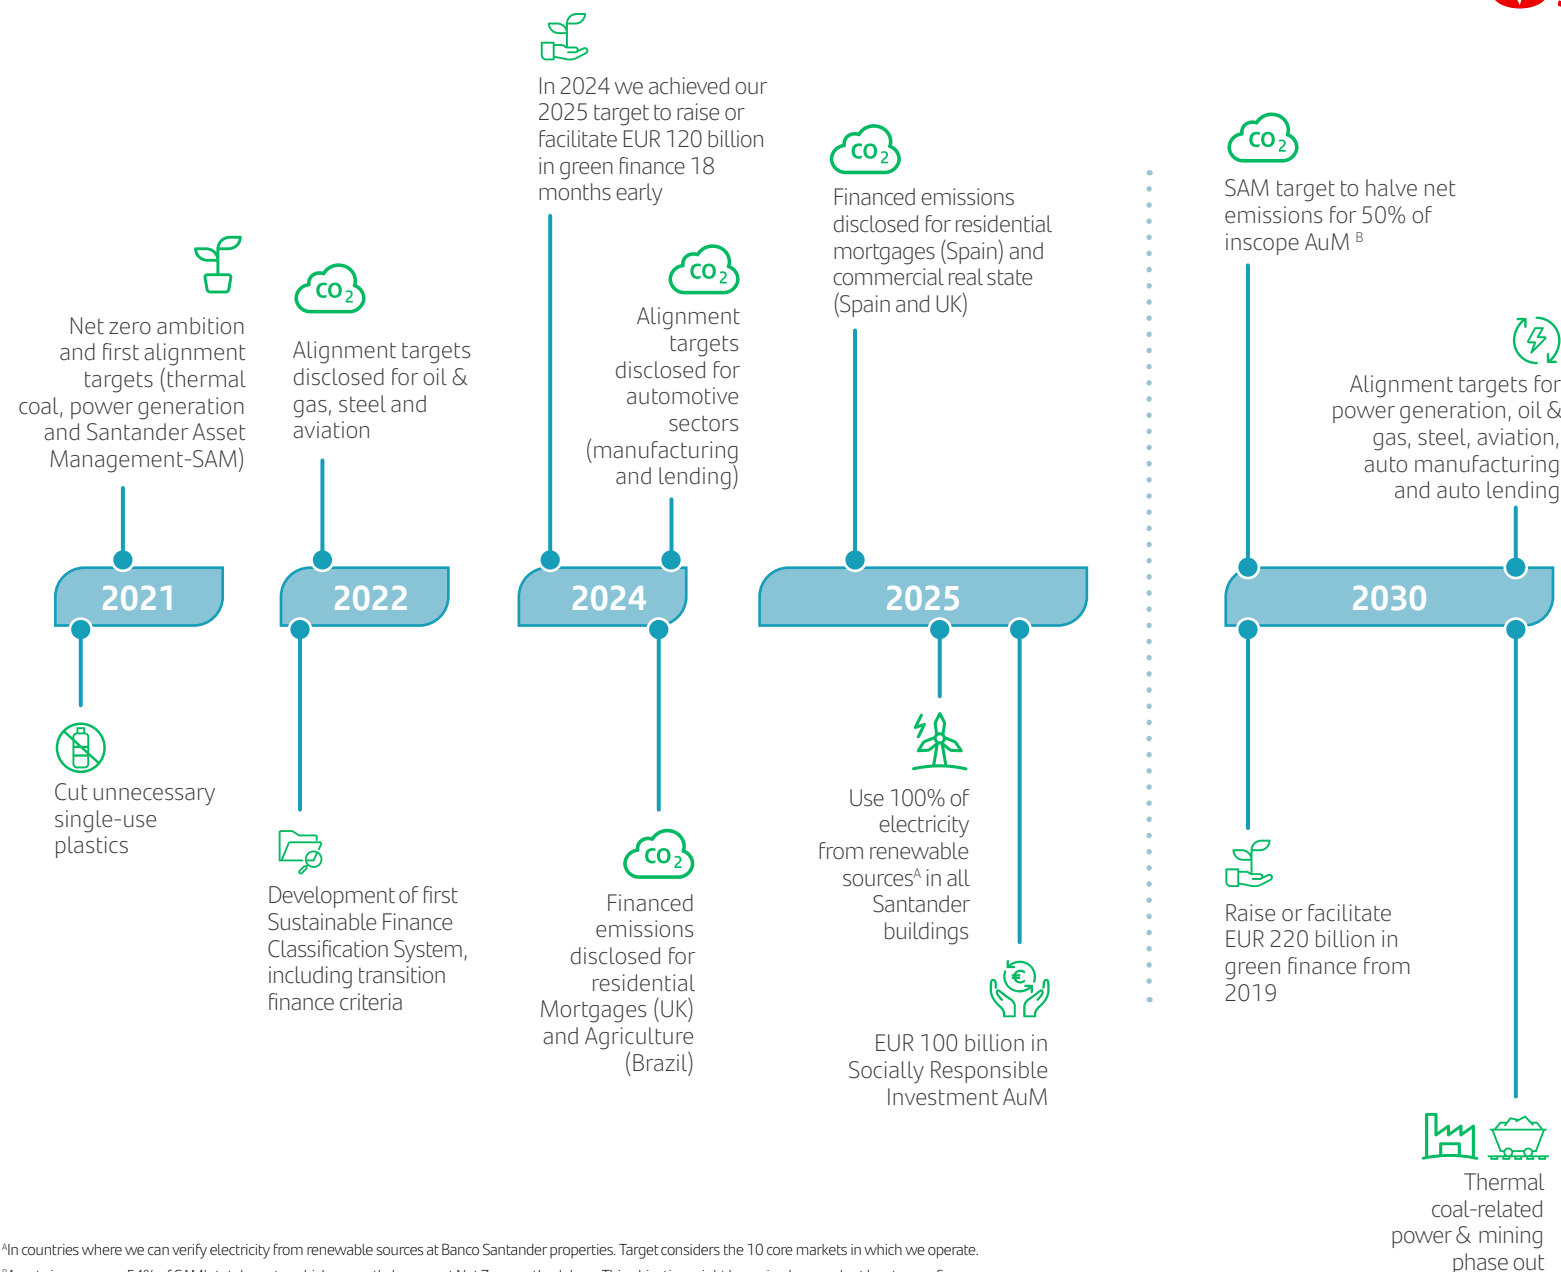 In 2024 we achieved our
2025 target to raise or
facilitate EUR 120 billion
in green finance 18
months early
CO2
Financed emissions
disclosed for residential
mortgages (Spain) and
commercial real state
(Spain and UK)
CO2
SAM target to halve net
emissions for 50% of
inscope AuM B
Net zero ambition
and first alignment
targets (thermal
coal, power generation
and Santander Asset
Management-SAM)
CO2
Alignment targets
disclosed for oil &
gas, steel and
aviation
CO2
Alignment
targets
disclosed for
automotive
sectors
(manufacturing
and lending)
Alignment targets for
power generation, oil &
gas, steel, aviation,
auto manufacturing
and auto lending
2021
2022
2024
2025
2030
Cut unnecessary
single-use
plastics
Development of first
Sustainable Finance
Classification System,
including transition
finance criteria
CO2
Financed
emissions
disclosed for
residential
Mortgages (UK)
and Agriculture
(Brazil)
Use 100% of
electricity
from renewable
sourcesA in all
Santander
buildings
€
EUR 100 billion in
Socially Responsible
Investment AuM
Raise or facilitate
EUR 220 billion in
green finance from
2019
Thermal
coal-related
power & mining
phase out
AIn countries where we can verify electricity from renewable sources at Banco Santander properties. Target considers the 10 core markets in which we operate.